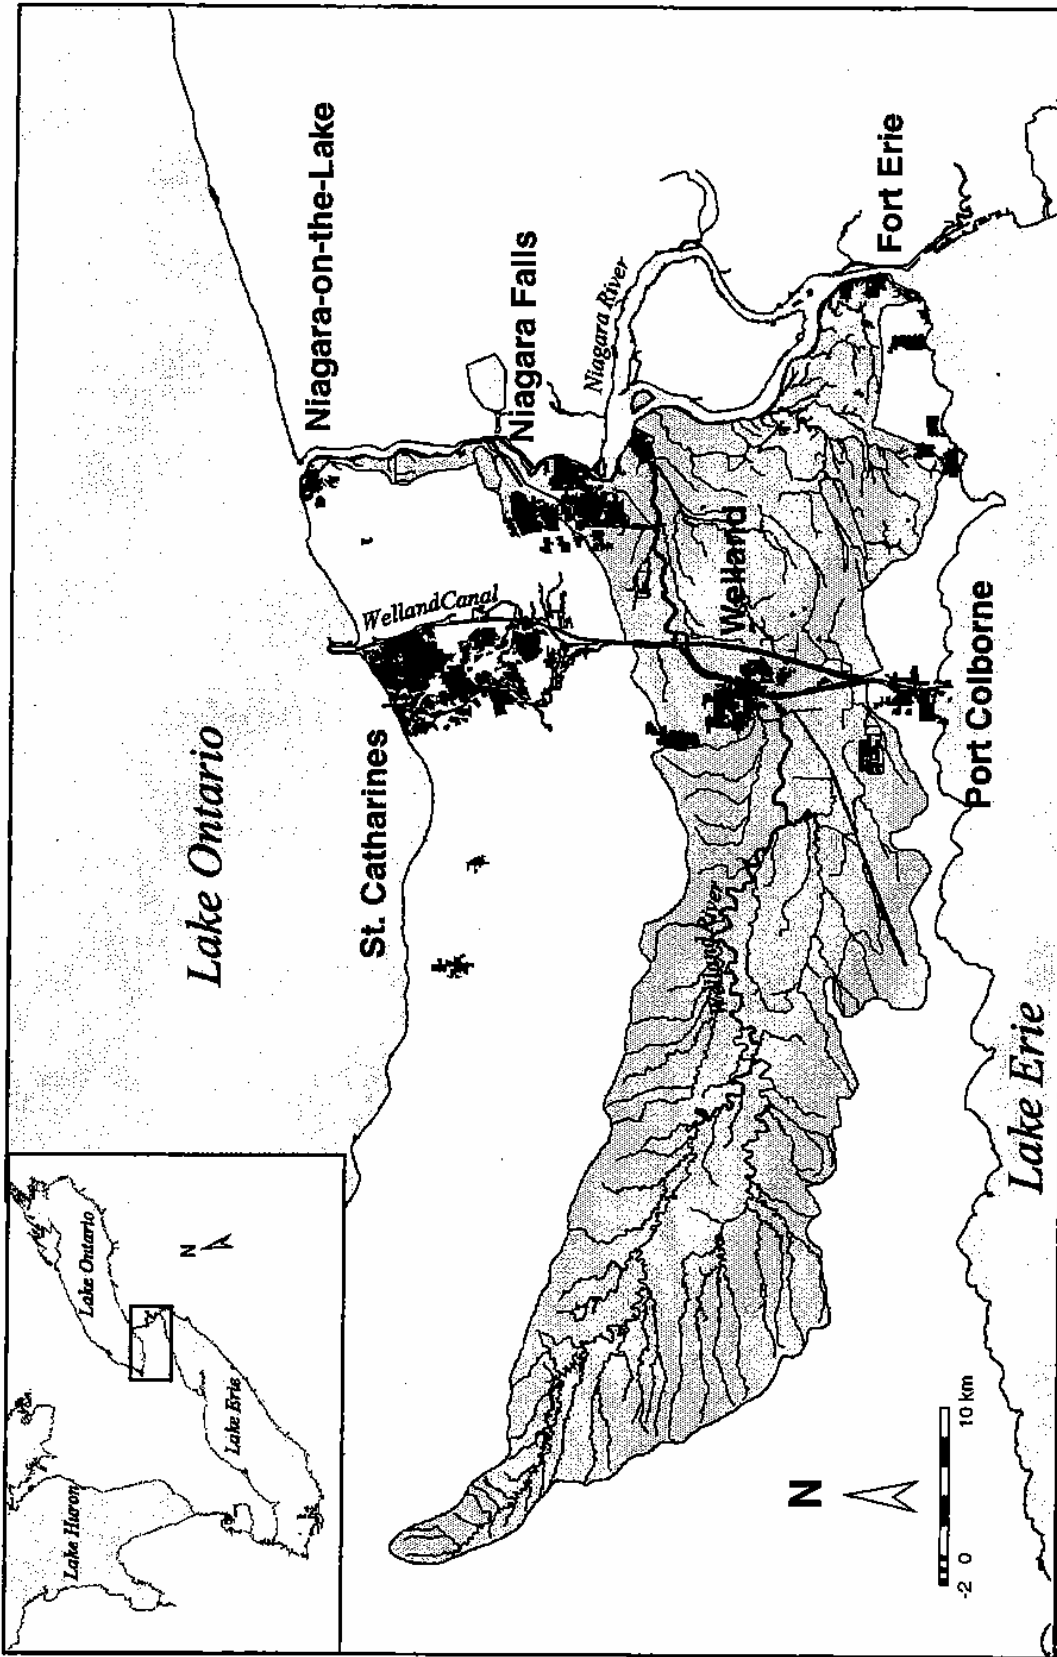 Lake Huron
Lake Ontario
Lake Erie
N
Lake Ontario
Niagara-on-the-Lake
St. Catharines
WellandCanal
Niagara Falls
Niagara River
Welland
Welland River
Fort Erie
Port Colborne
Lake Erie
N
-2 0 10 km